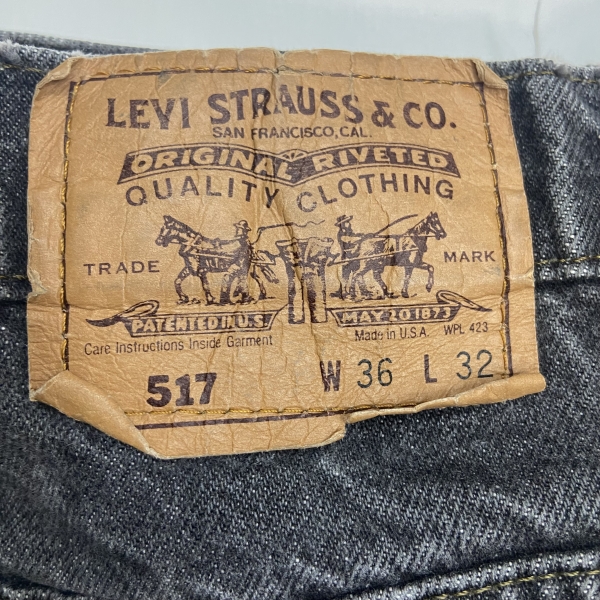 LEVI STRAUSS & CO.
SAN FRANCISCO, CAL.
ORIGINAL RIVETED
QUALITY CLOTHING
TRADE MARK
PATENTED IN U.S. MAY 20 1873
Care Instructions Inside Garment Made in U.S.A. WPL 423
517 W 36 L 32